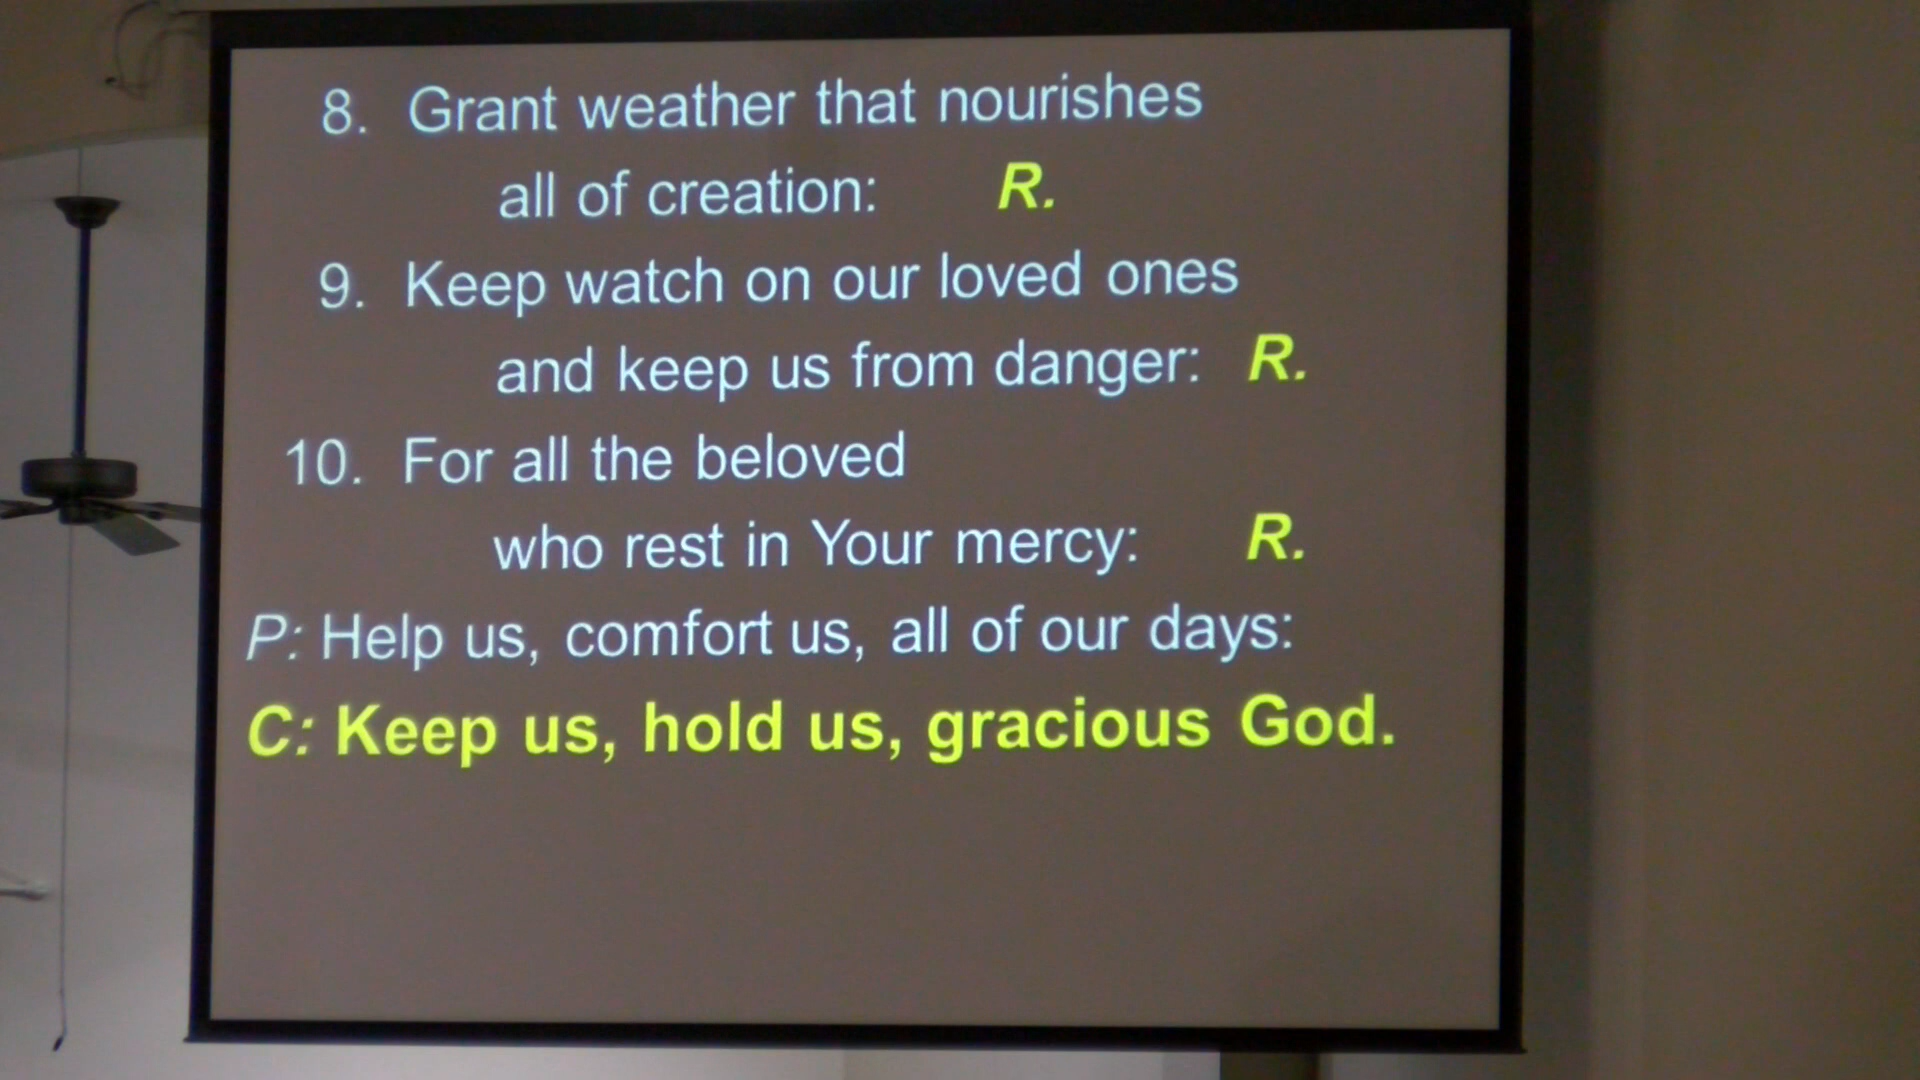 8. Grant weather that nourishes
all of creation: R.
9. Keep watch on our loved ones
and keep us from danger: R.
10. For all the beloved
who rest in Your mercy: R.
P: Help us, comfort us, all of our days:
C: Keep us, hold us, gracious God.